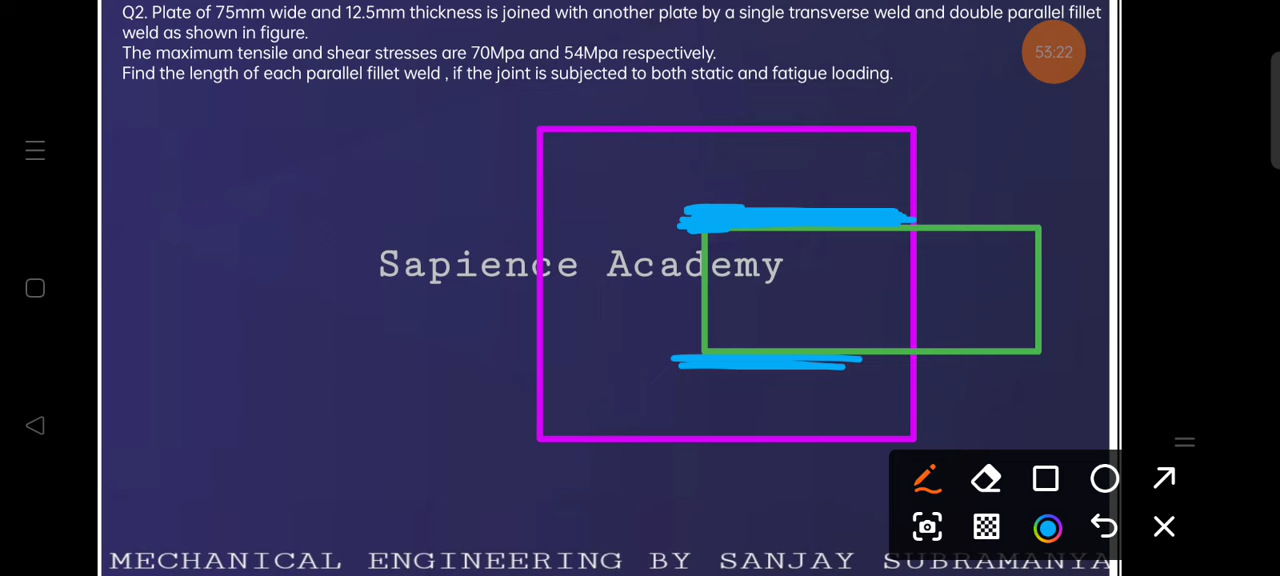 Q2. Plate of 75mm wide and 12.5mm thickness is joined with another plate by a single transverse weld and double parallel fillet
weld as shown in figure.
The maximum tensile and shear stresses are 70Mpa and 54Mpa respectively.
Find the length of each parallel fillet weld , if the joint is subjected to both static and fatigue loading.
53:22
Sapience Academy
MECHANICAL ENGINEERING BY SANJAY SUBRAMANYA